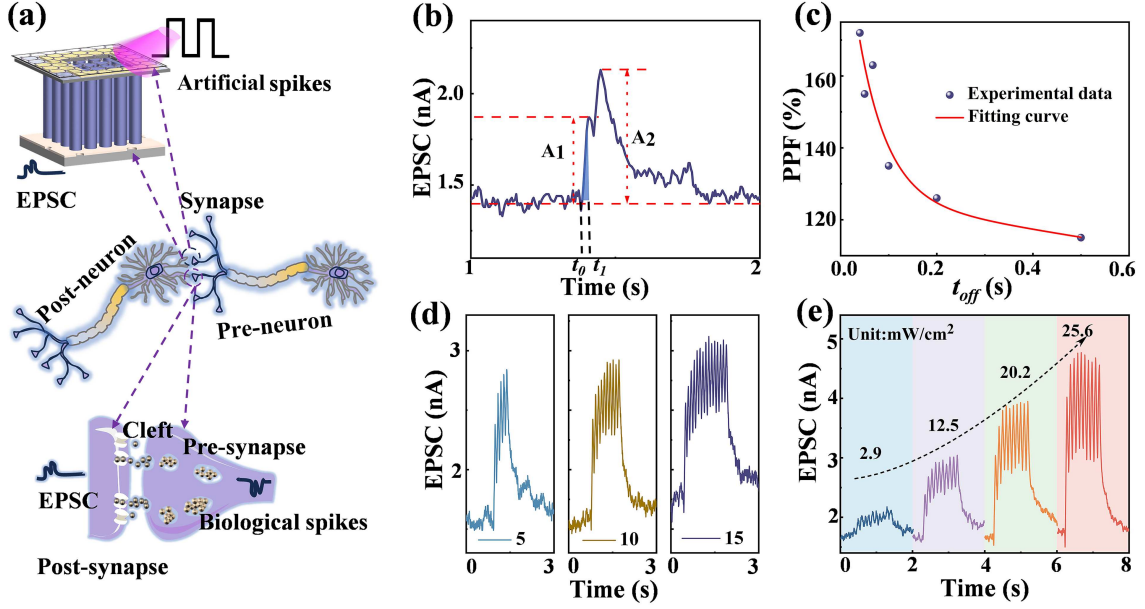 (a)
Artificial spikes
EPSC
Synapse
Post-neuron
Pre-neuron
Cleft
Pre-synapse
EPSC
Biological spikes
Post-synapse
(b)
EPSC (nA)
2.0
1.5
A1
A2
t0 t1
1 2
Time (s)
(c)
PPF (%)
160
140
120
Experimental data
Fitting curve
0.0 0.2 0.4 0.6
toff (s)
(d)
EPSC (nA)
3
2
5
10
15
0 3 0 3 0 3
Time (s)
(e)
Unit:mW/cm²
EPSC (nA)
5
4
3
2
2.9
12.5
20.2
25.6
0 2 4 6 8
Time (s)